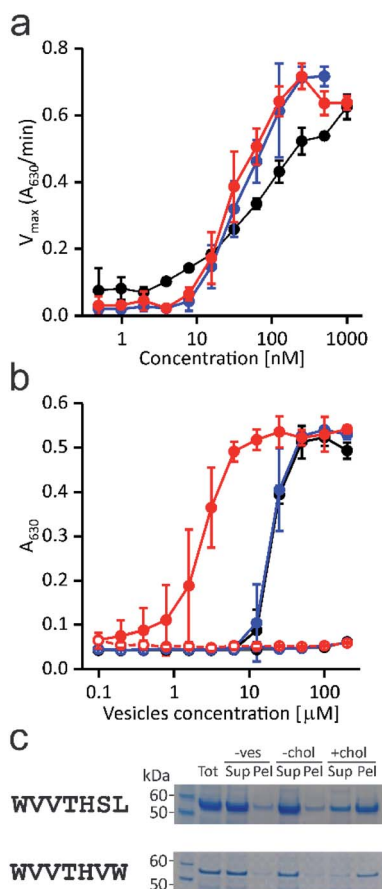 a
0.8
0.6
0.4
0.2
0.0
Vmax (A630/min)
1 10 100 1000
Concentration [nM]
b
0.6
0.5
0.4
0.3
0.2
0.1
0.0
A630
0.1 1 10 100
Vesicles concentration [µM]
c
-ves -chol +chol
kDa Tot Sup Pel Sup Pel Sup Pel
WVVTHSL 60- 50-
WVVTHVW 60 50-